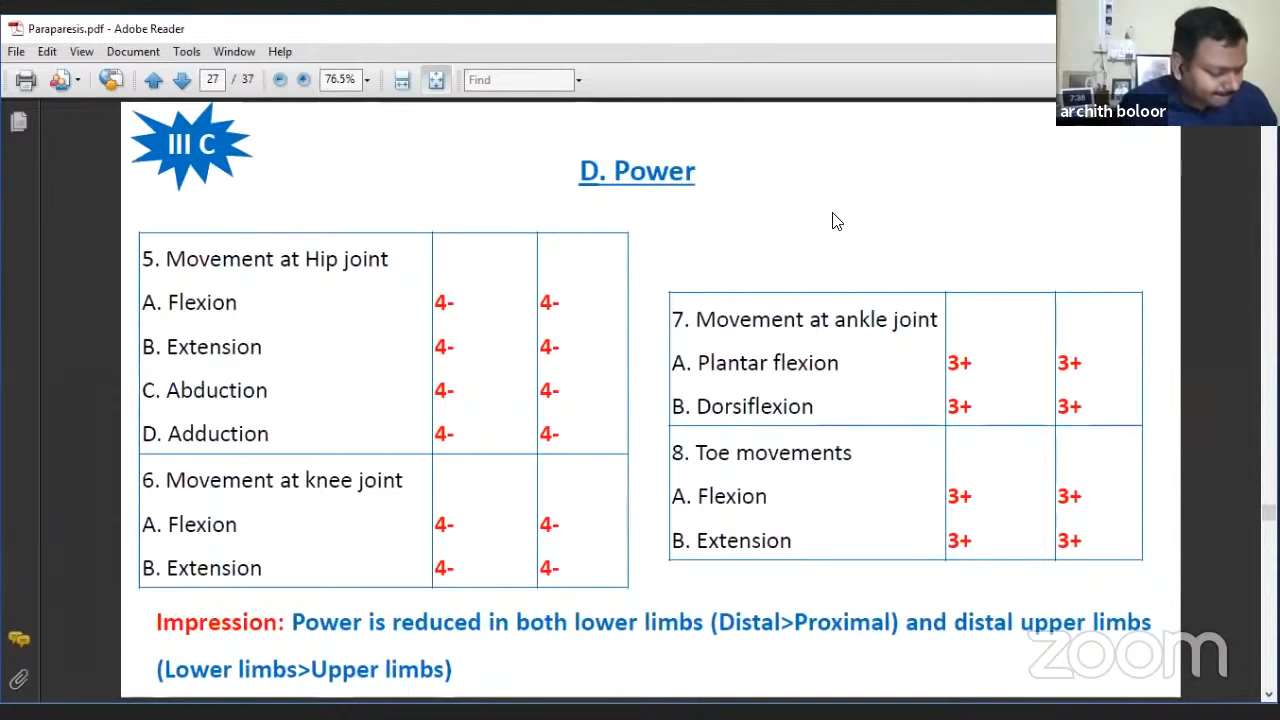 Paraparesis.pdf - Adobe Reader
File Edit View Document Tools Window Help
27 / 37 76.5% Find
7:36
archith boloor
III C
D. Power
5. Movement at Hip joint
A. Flexion 4- 4-
B. Extension 4- 4-
C. Abduction 4- 4-
D. Adduction 4- 4-
6. Movement at knee joint
A. Flexion 4- 4-
B. Extension 4- 4-
7. Movement at ankle joint
A. Plantar flexion 3+ 3+
B. Dorsiflexion 3+ 3+
8. Toe movements
A. Flexion 3+ 3+
B. Extension 3+ 3+
Impression: Power is reduced in both lower limbs (Distal>Proximal) and distal upper limbs
(Lower limbs>Upper limbs)
zoom